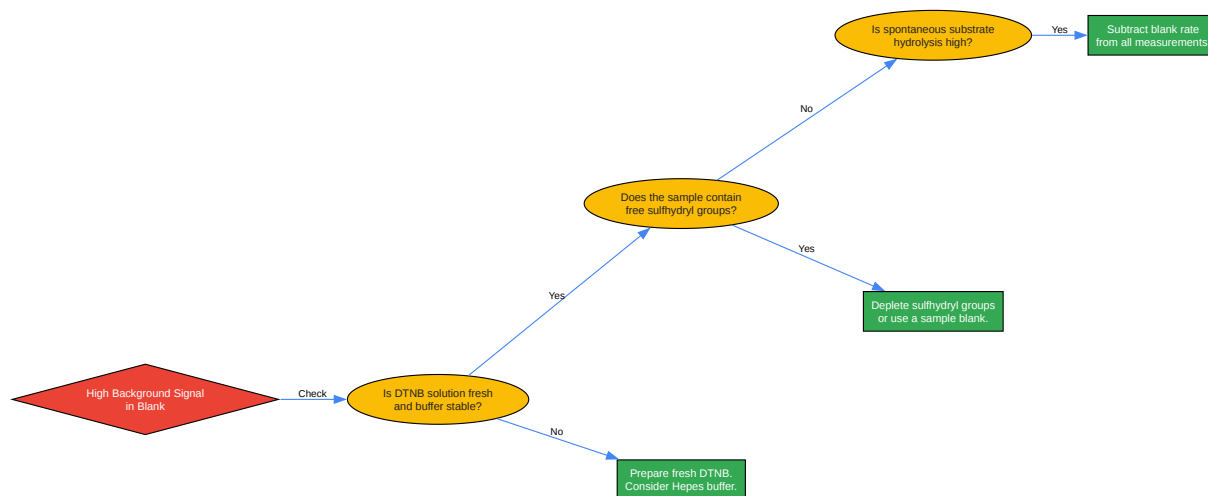 Is spontaneous substrate
hydrolysis high?
Yes
Subtract blank rate
from all measurements.
No
Does the sample contain
free sulfhydryl groups?
Yes
Deplete sulfhydryl groups
or use a sample blank.
Yes
High Background Signal
in Blank
Check
Is DTNB solution fresh
and buffer stable?
No
Prepare fresh DTNB.
Consider Hepes buffer.